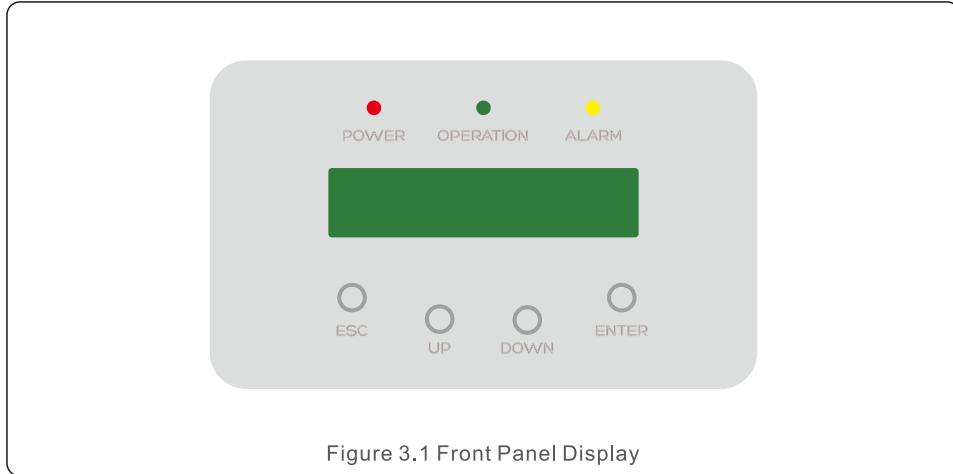 POWER OPERATION ALARM
ESC UP DOWN ENTER
Figure 3.1 Front Panel Display